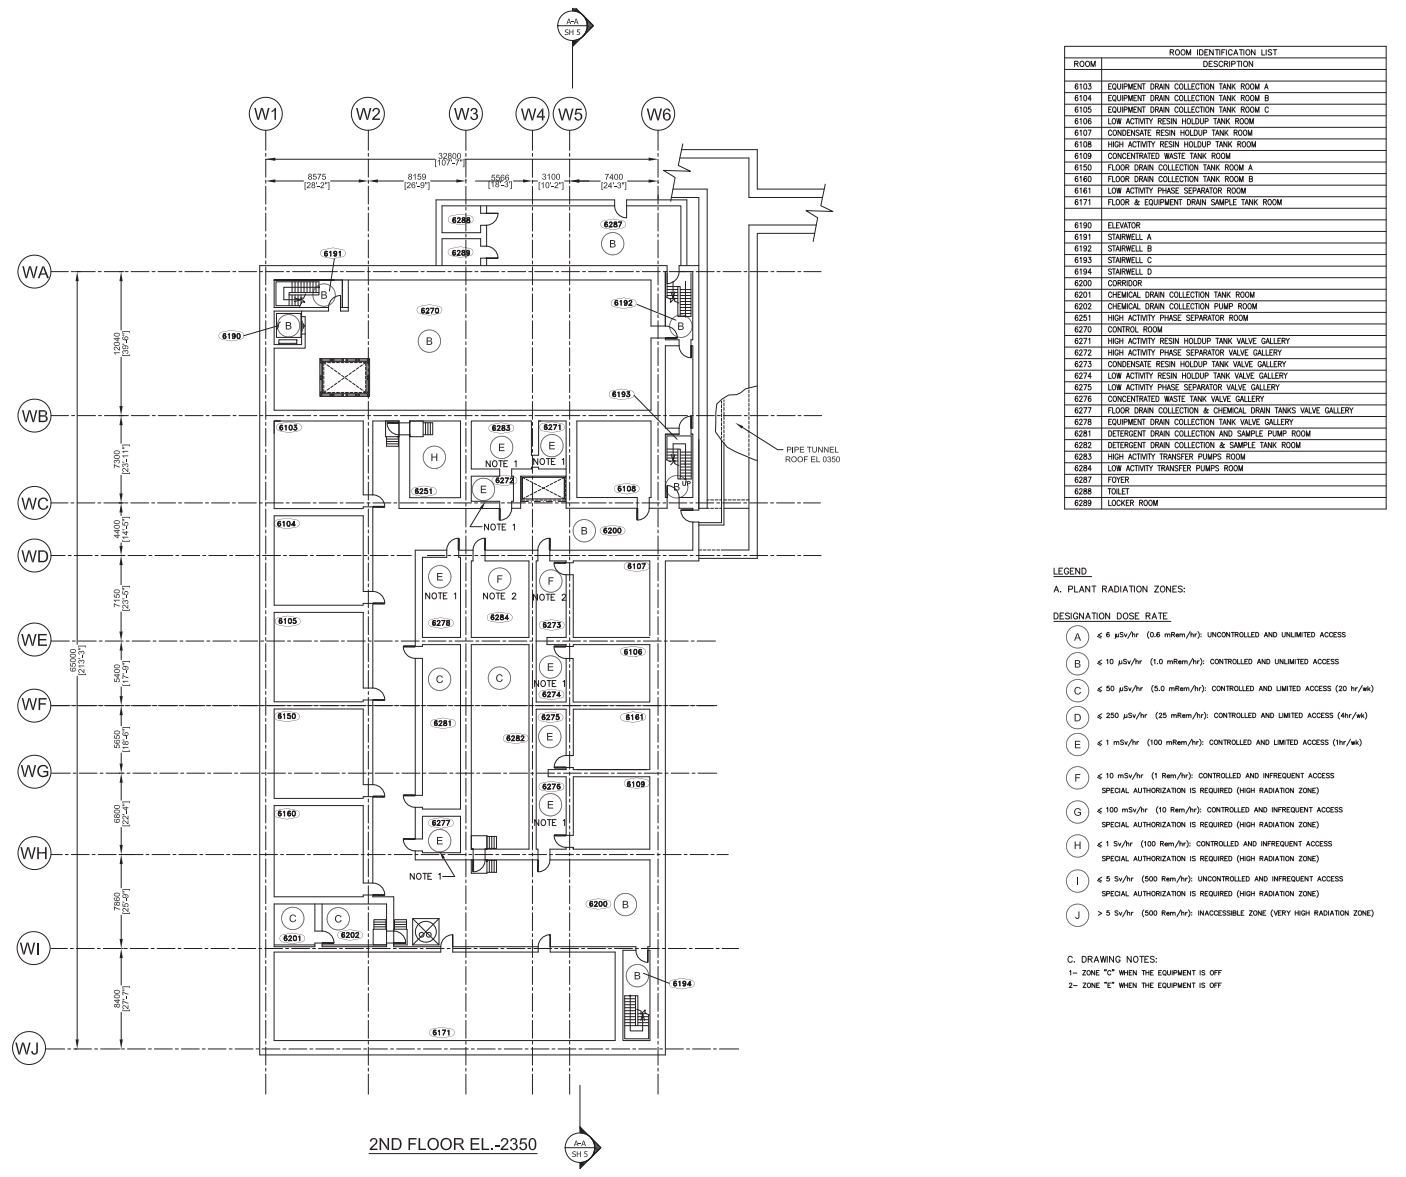 A-A
SH 5
W1
W2
W3
W4
W5
W6
32800
[107'-7"]
8575
[28'-2"]
8159
[26'-9"]
5566
[18'-3"]
3100
[10'-2"]
7400
[24'-3"]
WA
WB
WC
WD
WE
WF
WG
WH
WI
WJ
65000
[213'-3"]
12040
[39'-6"]
7300
[23'-11"]
4400
[14'-5"]
7150
[23'-5"]
5400
[17'-9"]
5650
[18'-6"]
6800
[22'-4"]
7860
[25'-9"]
8400
[27'-7"]
6288
6289
6287
B
6191
B
6190
B
6270
B
6192
B
6193
B
UP
PIPE TUNNEL
ROOF EL 0350
6103
H
6251
6283
E
NOTE 1
6271
E
NOTE 1
6272
E
NOTE 1
6108
6104
B
6200
E
NOTE 1
6278
F
NOTE 2
6284
F
NOTE 2
6273
6107
6105
C
6281
C
6282
E
NOTE 1
6274
6106
6150
6275
E
6161
6276
E
NOTE 1
6109
6160
6277
E
NOTE 1
6200
B
C
6201
C
6202
B
6194
6171
2ND FLOOR EL.-2350
A-A
SH 5
ROOM IDENTIFICATION LIST
ROOM DESCRIPTION
6103 EQUIPMENT DRAIN COLLECTION TANK ROOM A
6104 EQUIPMENT DRAIN COLLECTION TANK ROOM B
6105 EQUIPMENT DRAIN COLLECTION TANK ROOM C
6106 LOW ACTIVITY RESIN HOLDUP TANK ROOM
6107 CONDENSATE RESIN HOLDUP TANK ROOM
6108 HIGH ACTIVITY RESIN HOLDUP TANK ROOM
6109 CONCENTRATED WASTE TANK ROOM
6150 FLOOR DRAIN COLLECTION TANK ROOM A
6160 FLOOR DRAIN COLLECTION TANK ROOM B
6161 LOW ACTIVITY PHASE SEPARATOR ROOM
6171 FLOOR & EQUIPMENT DRAIN SAMPLE TANK ROOM
6190 ELEVATOR
6191 STAIRWELL A
6192 STAIRWELL B
6193 STAIRWELL C
6194 STAIRWELL D
6200 CORRIDOR
6201 CHEMICAL DRAIN COLLECTION TANK ROOM
6202 CHEMICAL DRAIN COLLECTION PUMP ROOM
6251 HIGH ACTIVITY PHASE SEPARATOR ROOM
6270 CONTROL ROOM
6271 HIGH ACTIVITY RESIN HOLDUP TANK VALVE GALLERY
6272 HIGH ACTIVITY PHASE SEPARATOR VALVE GALLERY
6273 CONDENSATE RESIN HOLDUP TANK VALVE GALLERY
6274 LOW ACTIVITY RESIN HOLDUP TANK VALVE GALLERY
6275 LOW ACTIVITY PHASE SEPARATOR VALVE GALLERY
6276 CONCENTRATED WASTE TANK VALVE GALLERY
6277 FLOOR DRAIN COLLECTION & CHEMICAL DRAIN TANKS VALVE GALLERY
6278 EQUIPMENT DRAIN COLLECTION TANK VALVE GALLERY
6281 DETERGENT DRAIN COLLECTION AND SAMPLE PUMP ROOM
6282 DETERGENT DRAIN COLLECTION & SAMPLE TANK ROOM
6283 HIGH ACTIVITY TRANSFER PUMPS ROOM
6284 LOW ACTIVITY TRANSFER PUMPS ROOM
6287 FOYER
6288 TOILET
6289 LOCKER ROOM
LEGEND
A. PLANT RADIATION ZONES:
DESIGNATION DOSE RATE
A ≤ 6 µSv/hr (0.6 mRem/hr): UNCONTROLLED AND UNLIMITED ACCESS
B ≤ 10 µSv/hr (1.0 mRem/hr): CONTROLLED AND UNLIMITED ACCESS
C ≤ 50 µSv/hr (5.0 mRem/hr): CONTROLLED AND LIMITED ACCESS (20 hr/wk)
D ≤ 250 µSv/hr (25 mRem/hr): CONTROLLED AND LIMITED ACCESS (4hr/wk)
E ≤ 1 mSv/hr (100 mRem/hr): CONTROLLED AND LIMITED ACCESS (1hr/wk)
F ≤ 10 mSv/hr (1 Rem/hr): CONTROLLED AND INFREQUENT ACCESS
SPECIAL AUTHORIZATION IS REQUIRED (HIGH RADIATION ZONE)
G ≤ 100 mSv/hr (10 Rem/hr): CONTROLLED AND INFREQUENT ACCESS
SPECIAL AUTHORIZATION IS REQUIRED (HIGH RADIATION ZONE)
H ≤ 1 Sv/hr (100 Rem/hr): CONTROLLED AND INFREQUENT ACCESS
SPECIAL AUTHORIZATION IS REQUIRED (HIGH RADIATION ZONE)
I ≤ 5 Sv/hr (500 Rem/hr): UNCONTROLLED AND INFREQUENT ACCESS
SPECIAL AUTHORIZATION IS REQUIRED (HIGH RADIATION ZONE)
J > 5 Sv/hr (500 Rem/hr): INACCESSIBLE ZONE (VERY HIGH RADIATION ZONE)
C. DRAWING NOTES:
1- ZONE "C" WHEN THE EQUIPMENT IS OFF
2- ZONE "E" WHEN THE EQUIPMENT IS OFF